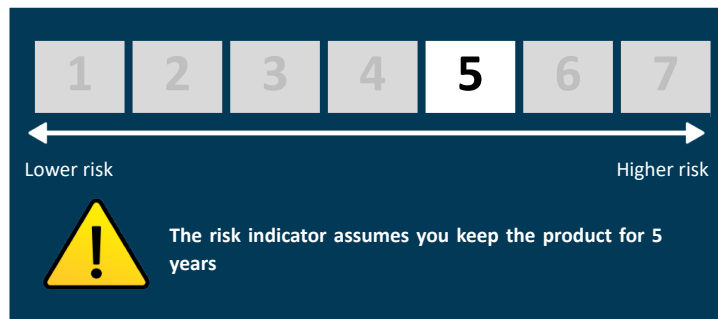 1 2 3 4 5 6 7
Lower risk Higher risk
The risk indicator assumes you keep the product for 5
years